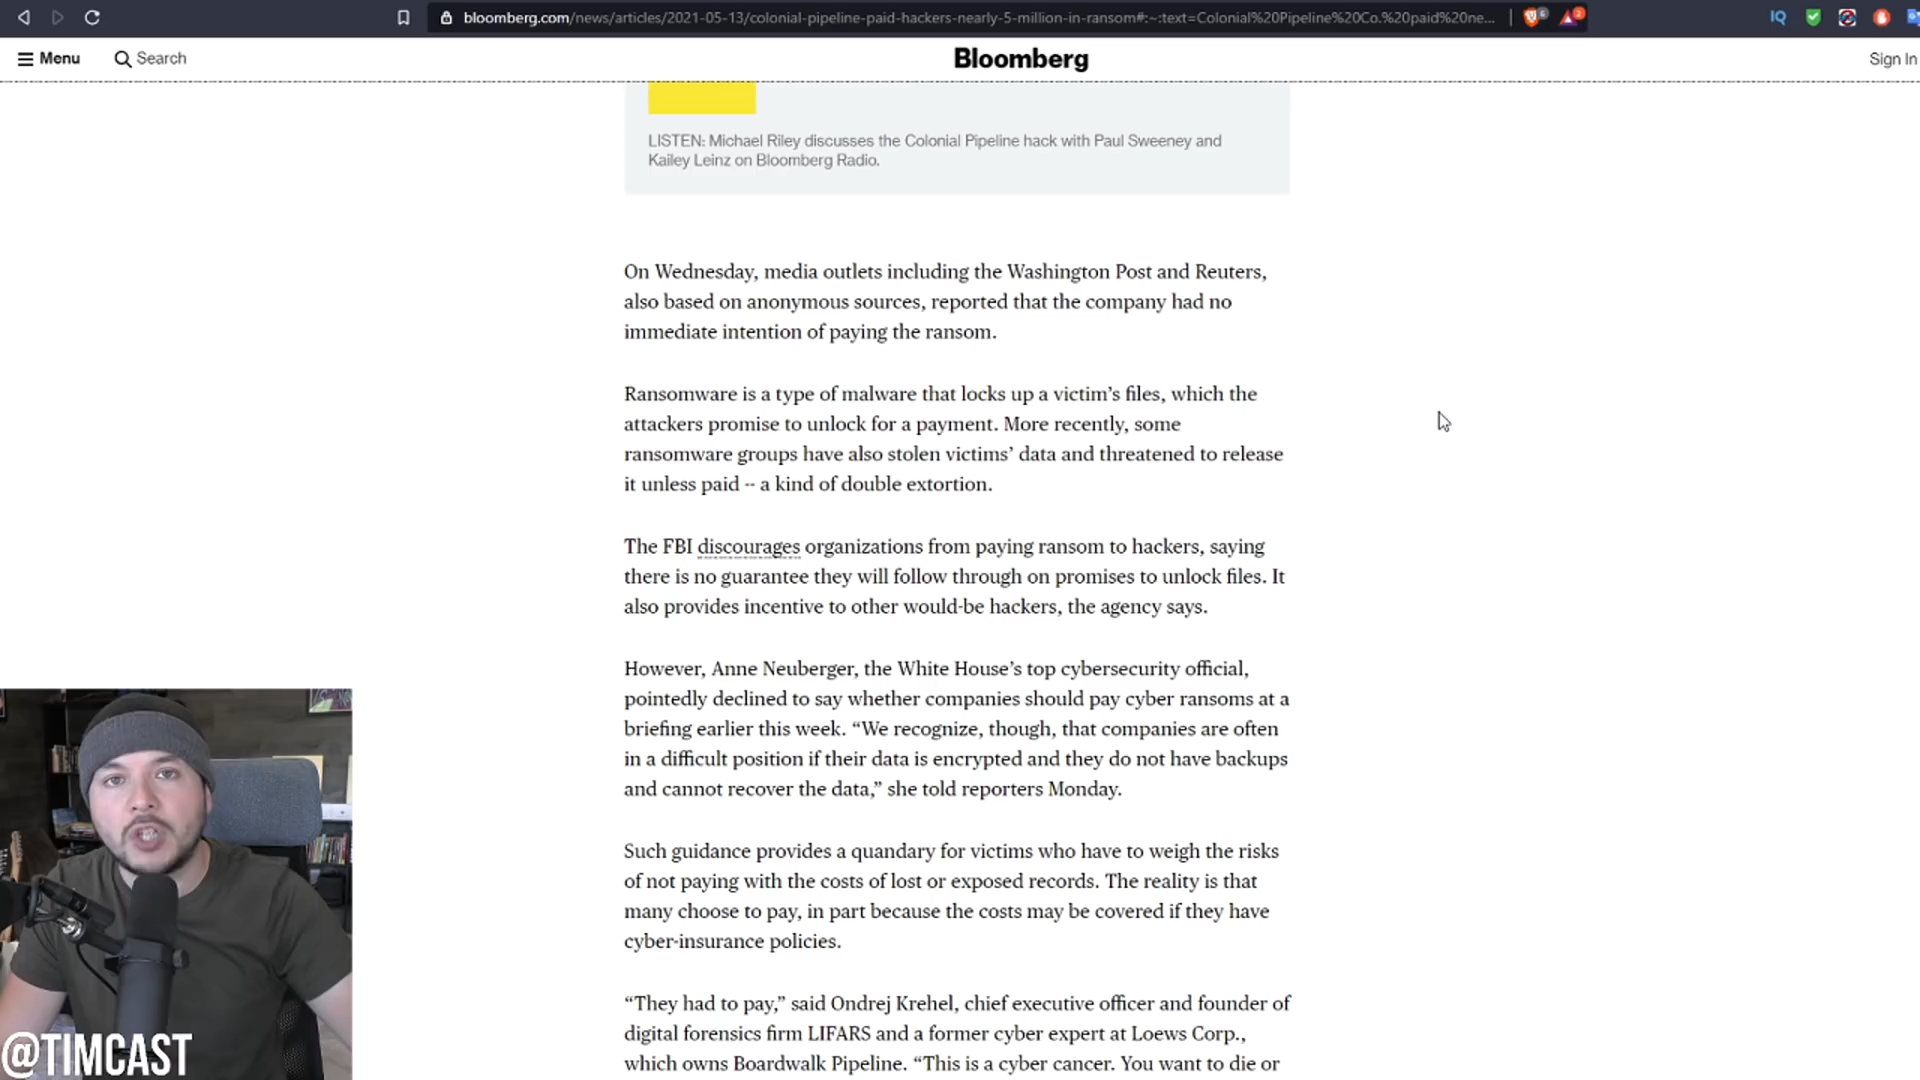 bloomberg.com/news/articles/2021-05-13/colonial-pipeline-paid-hackers-nearly-5-million-in-ransom#:~:text=Colonial%20Pipeline%20Co.%20paid%20ne...
6
2
IQ
Menu
Search
Bloomberg
Sign In
LISTEN: Michael Riley discusses the Colonial Pipeline hack with Paul Sweeney and
Kailey Leinz on Bloomberg Radio.
On Wednesday, media outlets including the Washington Post and Reuters,
also based on anonymous sources, reported that the company had no
immediate intention of paying the ransom.
Ransomware is a type of malware that locks up a victim’s files, which the
attackers promise to unlock for a payment. More recently, some
ransomware groups have also stolen victims’ data and threatened to release
it unless paid -- a kind of double extortion.
The FBI discourages organizations from paying ransom to hackers, saying
there is no guarantee they will follow through on promises to unlock files. It
also provides incentive to other would-be hackers, the agency says.
However, Anne Neuberger, the White House’s top cybersecurity official,
pointedly declined to say whether companies should pay cyber ransoms at a
briefing earlier this week. “We recognize, though, that companies are often
in a difficult position if their data is encrypted and they do not have backups
and cannot recover the data,” she told reporters Monday.
Such guidance provides a quandary for victims who have to weigh the risks
of not paying with the costs of lost or exposed records. The reality is that
many choose to pay, in part because the costs may be covered if they have
cyber-insurance policies.
“They had to pay,” said Ondrej Krehel, chief executive officer and founder of
digital forensics firm LIFARS and a former cyber expert at Loews Corp.,
which owns Boardwalk Pipeline. “This is a cyber cancer. You want to die or
@TIMCAST